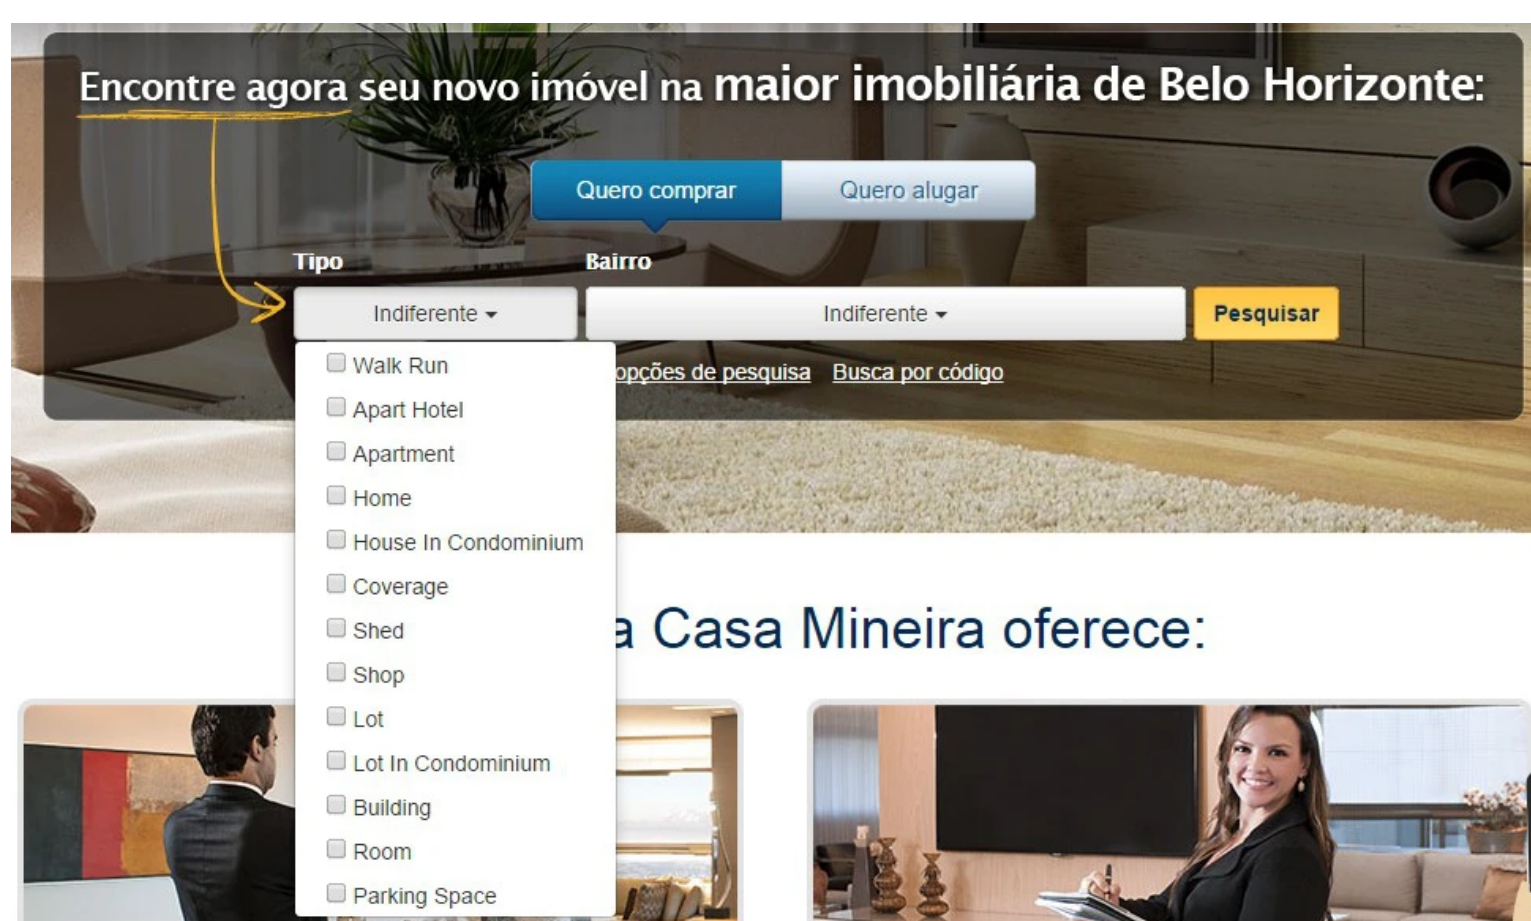 Encontre agora seu novo imóvel na maior imobiliária de Belo Horizonte:
Quero comprar Quero alugar
Tipo Bairro
Indiferente Indiferente Pesquisar
opções de pesquisa Busca por código
Walk Run
Apart Hotel
Apartment
Home
House In Condominium
Coverage
Shed
Shop
Lot
Lot In Condominium
Building
Room
Parking Space
a Casa Mineira oferece: